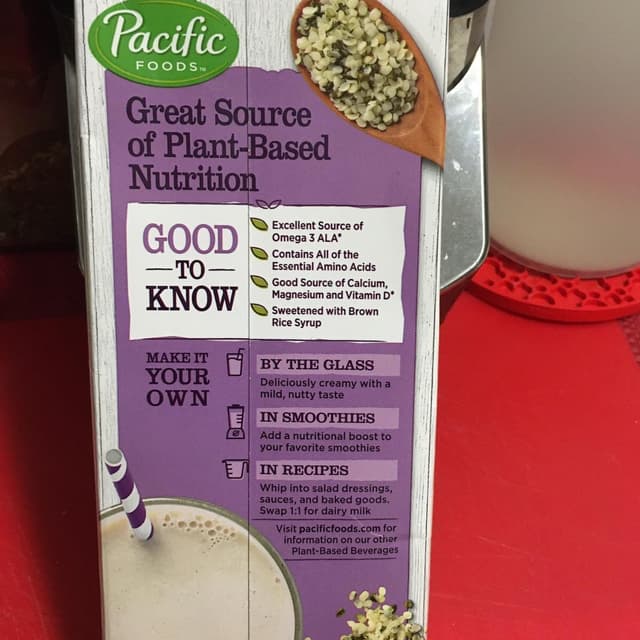 Pacific
FOODS™
Great Source
of Plant-Based
Nutrition
GOOD
TO
KNOW
Excellent Source of
Omega 3 ALA*
Contains All of the
Essential Amino Acids
Good Source of Calcium,
Magnesium and Vitamin D*
Sweetened with Brown
Rice Syrup
MAKE IT
YOUR
OWN
BY THE GLASS
Deliciously creamy with a
mild, nutty taste
IN SMOOTHIES
Add a nutritional boost to
your favorite smoothies
IN RECIPES
Whip into salad dressings,
sauces, and baked goods.
Swap 1:1 for dairy milk
Visit pacificfoods.com for
information on our other
Plant-Based Beverages